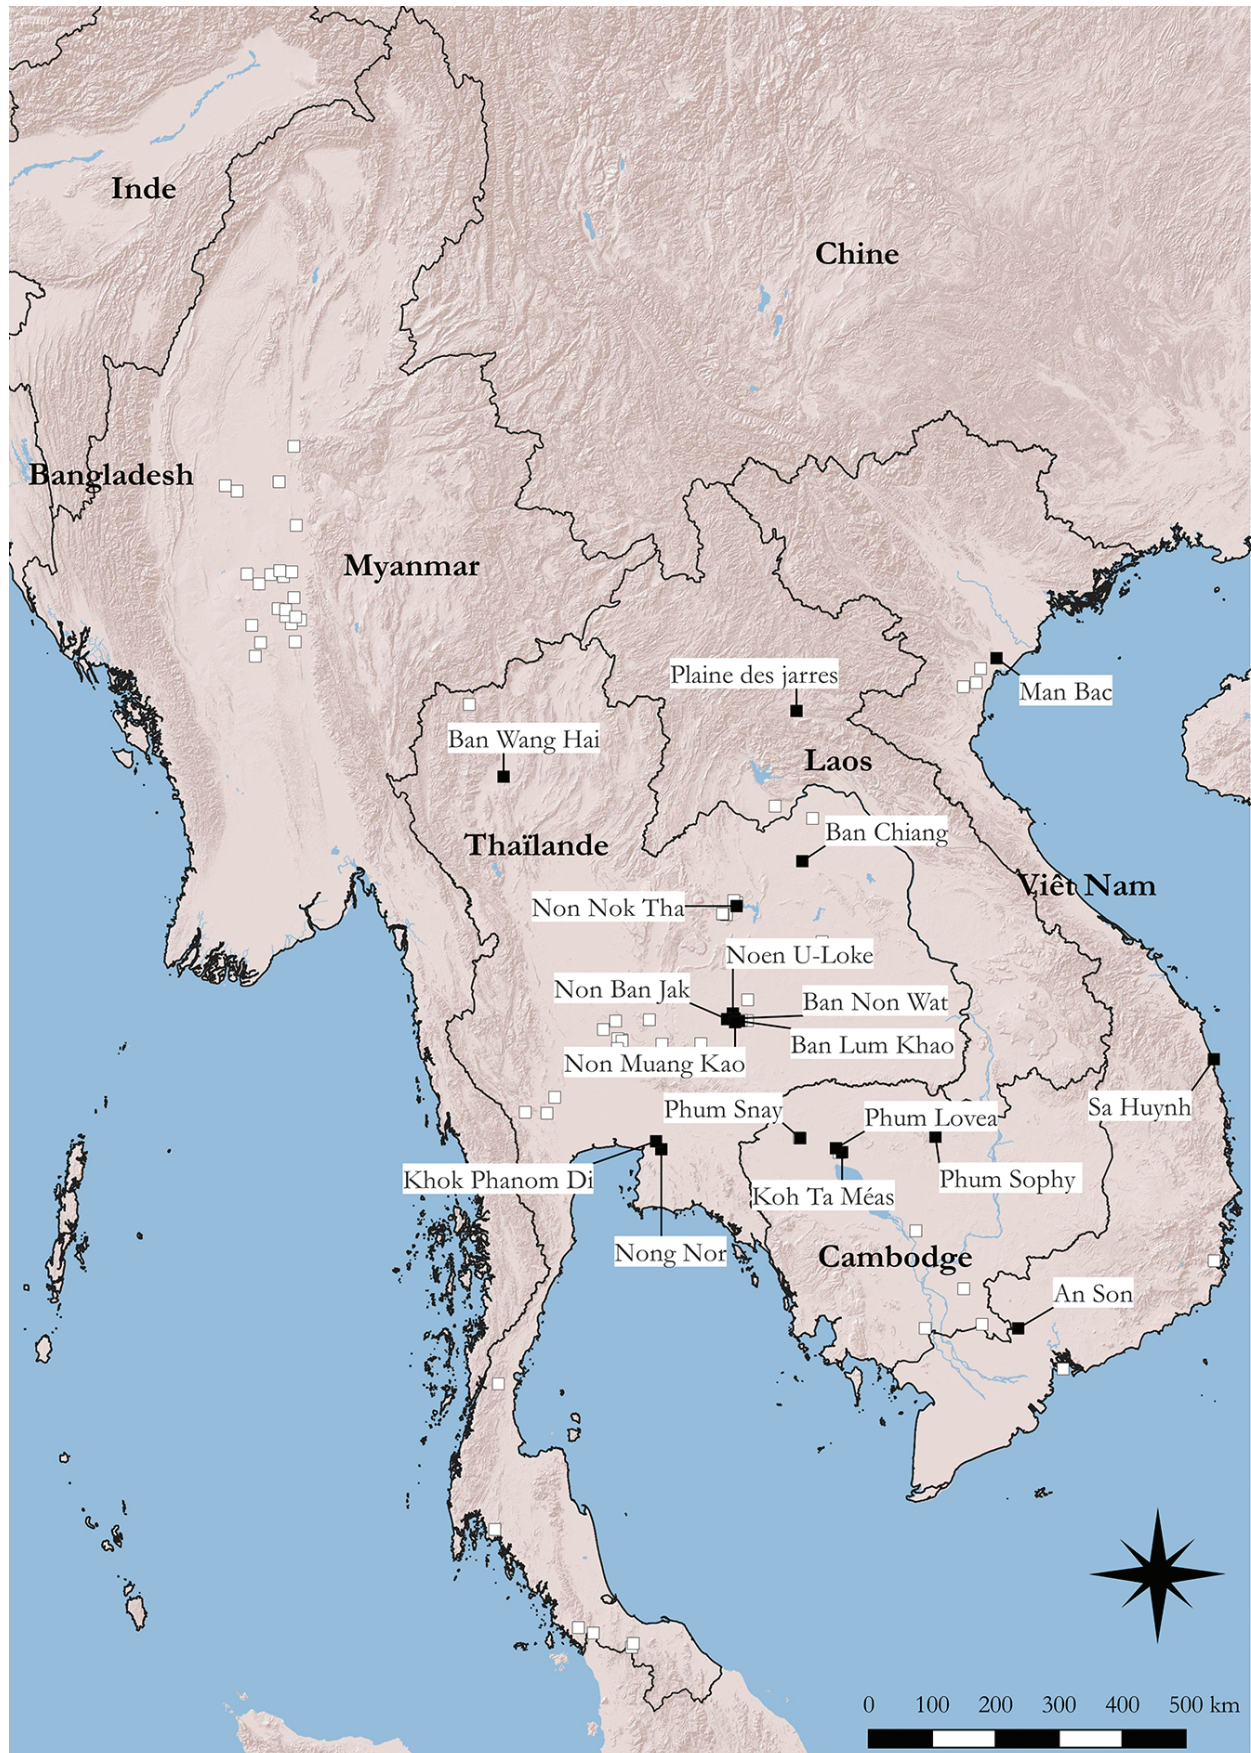 Inde
Chine
Bangladesh
Myanmar
Plaine des jarres
Man Bac
Ban Wang Hai
Laos
Ban Chiang
Thaïlande
Viêt Nam
Non Nok Tha
Noen U-Loke
Non Ban Jak
Ban Non Wat
Ban Lum Khao
Non Muang Kao
Phum Snay
Phum Lovea
Sa Huynh
Khok Phanom Di
Phum Sophy
Koh Ta Méas
Nong Nor
Cambodge
An Son
0 100 200 300 400 500 km